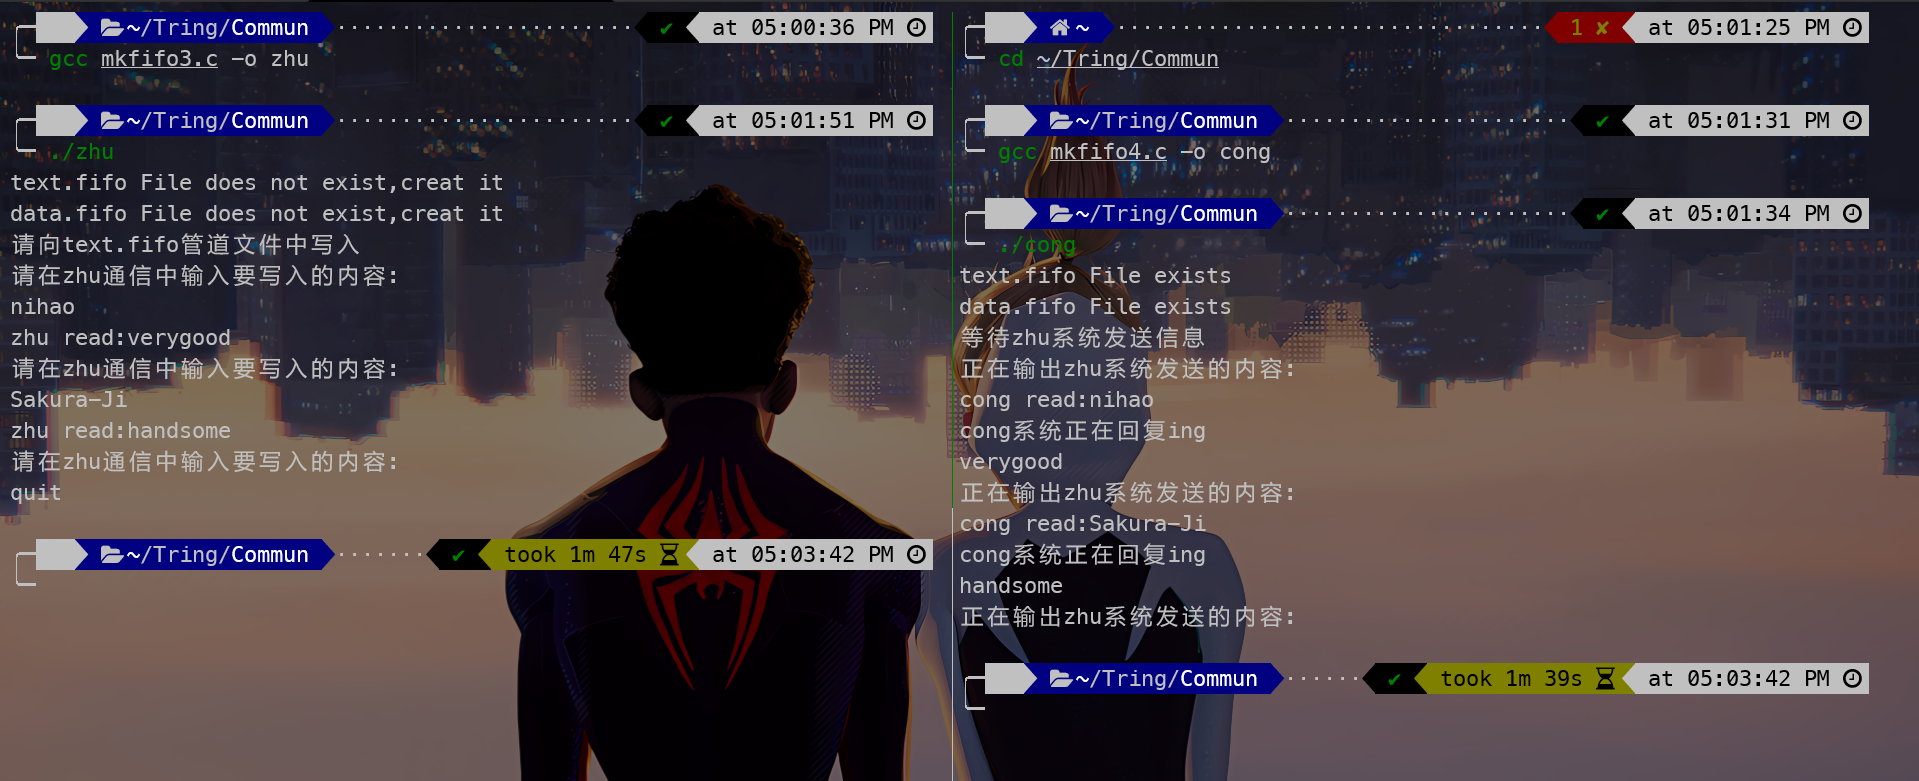 ~/Tring/Commun ✔ at 05:00:36 PM
gcc mkfifo3.c -o zhu
~/Tring/Commun ✔ at 05:01:51 PM
./zhu
text.fifo File does not exist,creat it
data.fifo File does not exist,creat it
请向text.fifo管道文件中写入
请在zhu通信中输入要写入的内容:
nihao
zhu read:verygood
请在zhu通信中输入要写入的内容:
Sakura-Ji
zhu read:handsome
请在zhu通信中输入要写入的内容:
quit
~/Tring/Commun ✔ took 1m 47s at 05:03:42 PM
~ 1 ✘ at 05:01:25 PM
cd ~/Tring/Commun
~/Tring/Commun ✔ at 05:01:31 PM
gcc mkfifo4.c -o cong
~/Tring/Commun ✔ at 05:01:34 PM
./cong
text.fifo File exists
data.fifo File exists
等待zhu系统发送信息
正在输出zhu系统发送的内容:
cong read:nihao
cong系统正在回复ing
verygood
正在输出zhu系统发送的内容:
cong read:Sakura-Ji
cong系统正在回复ing
handsome
正在输出zhu系统发送的内容:
~/Tring/Commun ✔ took 1m 39s at 05:03:42 PM